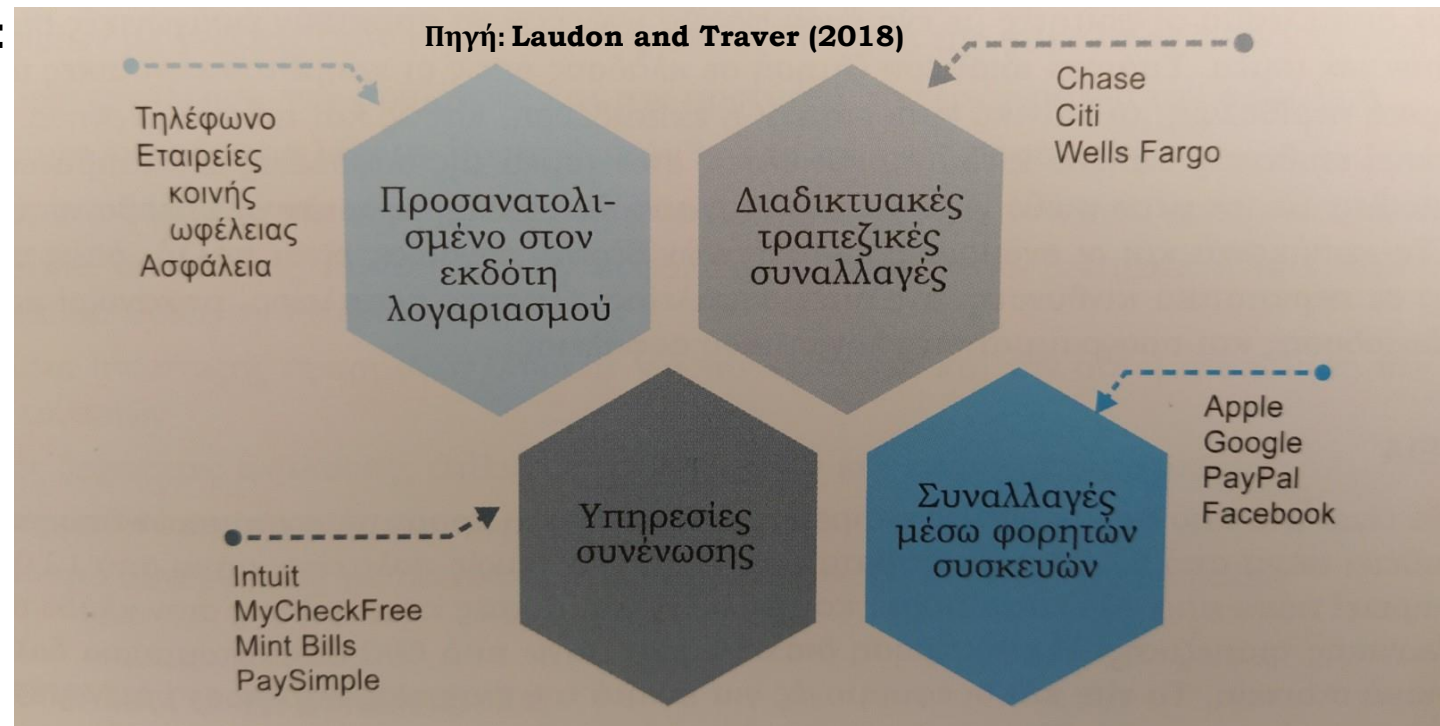 Πηγή: Laudon and Traver (2018)
Τηλέφωνο
Εταιρείες
κοινής
ωφέλειας
Ασφάλεια
Προσανατολι-
σμένο στον
εκδότη
λογαριασμού
Διαδικτυακές
τραπεζικές
συναλλαγές
Chase
Citi
Wells Fargo
Υπηρεσίες
συνένωσης
Intuit
MyCheckFree
Mint Bills
PaySimple
Συναλλαγές
μέσω φορητών
συσκευών
Apple
Google
PayPal
Facebook